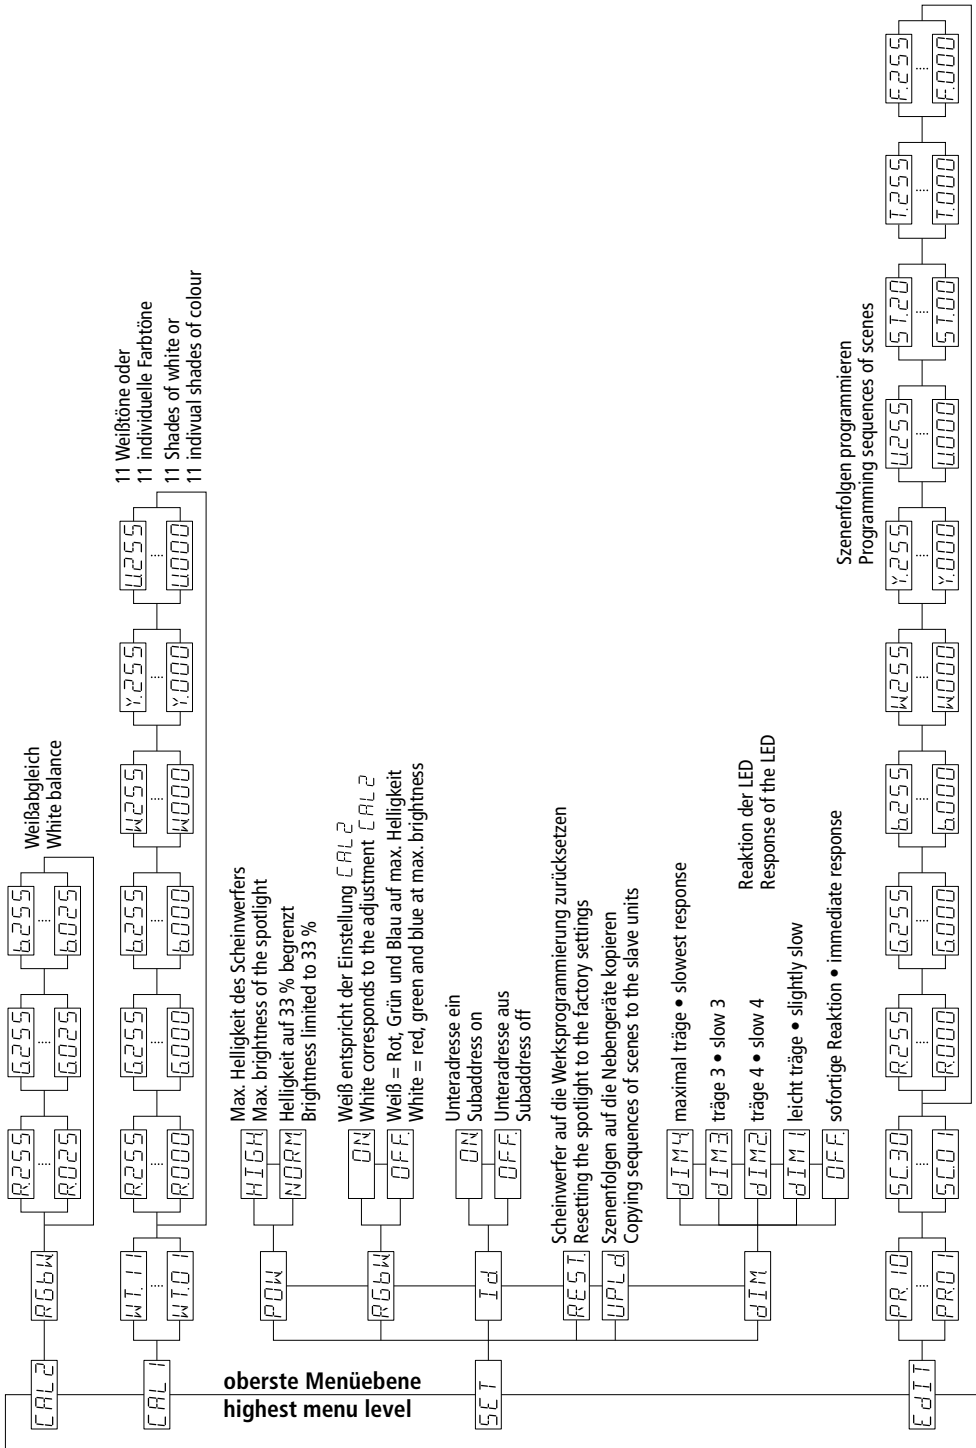 CAL2
RGbW
R.255
R.025
G.255
G.025
b.255
b.025
Weißabgleich
White balance
CAL1
WT.11
WT.01
R.255
R.000
G.255
G.000
b.255
b.000
W.255
W.000
Y.255
Y.000
U.255
U.000
11 Weißtöne oder
11 individuelle Farbtöne
11 Shades of white or
11 indivual shades of colour
oberste Menüebene
highest menu level
SET
POW
HIGH
NORM
Max. Helligkeit des Scheinwerfers
Max. brightness of the spotlight
Helligkeit auf 33 % begrenzt
Brightness limited to 33 %
RGbW
ON
OFF.
Weiß entspricht der Einstellung CAL2
White corresponds to the adjustment CAL2
Weiß = Rot, Grün und Blau auf max. Helligkeit
White = red, green and blue at max. brightness
Id.
ON
OFF.
Unteradresse ein
Subaddress on
Unteradresse aus
Subaddress off
REST.
Scheinwerfer auf die Werksprogrammierung zurücksetzen
Resetting the spotlight to the factory settings
UPLd.
Szenenfolgen auf die Nebengeräte kopieren
Copying sequences of scenes to the slave units
dIM
dIM4
maximal träge • slowest response
dIM3
träge 3 • slow 3
dIM2
träge 4 • slow 4
dIM1
leicht träge • slightly slow
OFF.
sofortige Reaktion • immediate response
Reaktion der LED
Response of the LED
EdIT
PR.10
PR.01
SC.30
SC.01
R.255
R.000
G.255
G.000
b.255
b.000
W.255
W.000
Y.255
Y.000
U.255
U.000
ST.20
ST.00
T.255
T.000
F.255
F.000
Szenenfolgen programmieren
Programming sequences of scenes